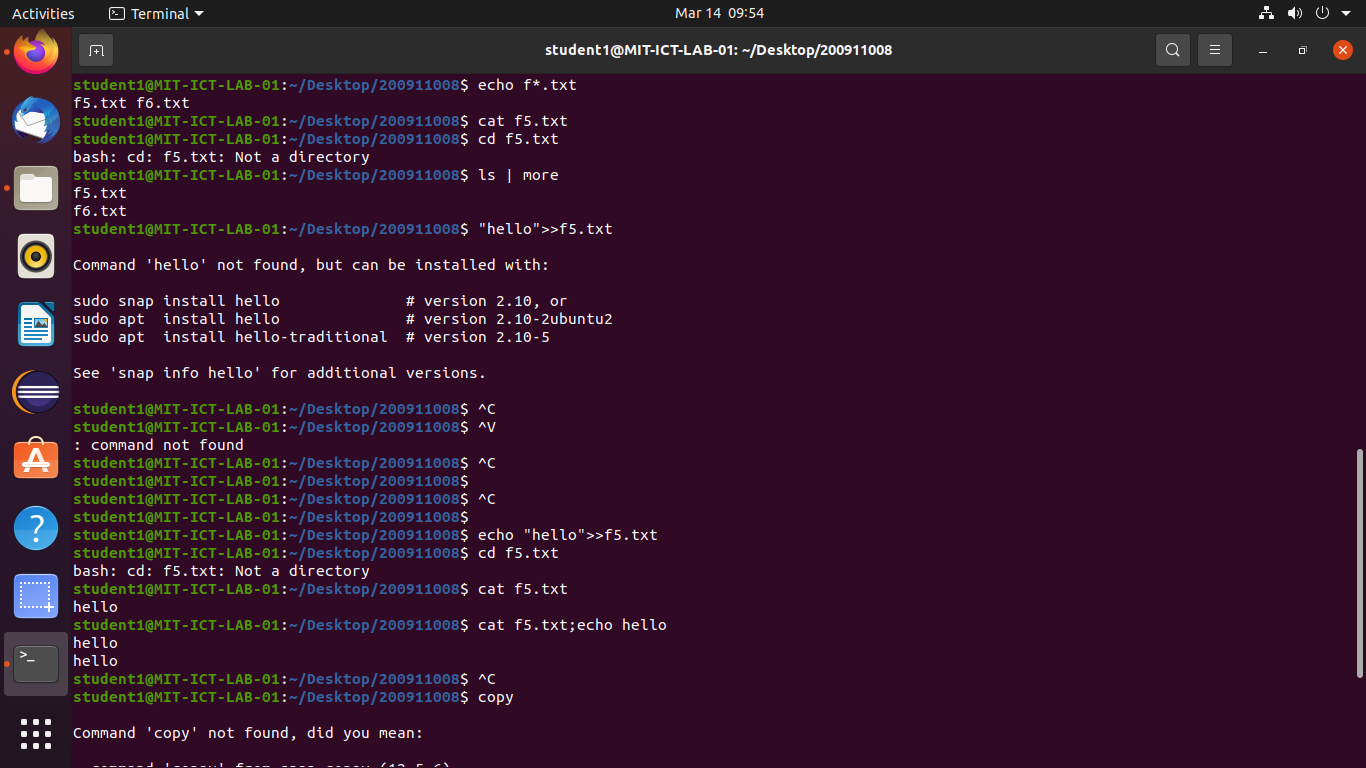 Activities
Terminal
Mar 14 09:54
student1@MIT-ICT-LAB-01: ~/Desktop/200911008
student1@MIT-ICT-LAB-01:~/Desktop/200911008$ echo f*.txt
f5.txt f6.txt
student1@MIT-ICT-LAB-01:~/Desktop/200911008$ cat f5.txt
student1@MIT-ICT-LAB-01:~/Desktop/200911008$ cd f5.txt
bash: cd: f5.txt: Not a directory
student1@MIT-ICT-LAB-01:~/Desktop/200911008$ ls | more
f5.txt
f6.txt
student1@MIT-ICT-LAB-01:~/Desktop/200911008$ "hello">>f5.txt
Command 'hello' not found, but can be installed with:
sudo snap install hello              # version 2.10, or
sudo apt  install hello              # version 2.10-2ubuntu2
sudo apt  install hello-traditional  # version 2.10-5
See 'snap info hello' for additional versions.
student1@MIT-ICT-LAB-01:~/Desktop/200911008$ ^C
student1@MIT-ICT-LAB-01:~/Desktop/200911008$ ^V
: command not found
student1@MIT-ICT-LAB-01:~/Desktop/200911008$ ^C
student1@MIT-ICT-LAB-01:~/Desktop/200911008$
student1@MIT-ICT-LAB-01:~/Desktop/200911008$ ^C
student1@MIT-ICT-LAB-01:~/Desktop/200911008$
student1@MIT-ICT-LAB-01:~/Desktop/200911008$ echo "hello">>f5.txt
student1@MIT-ICT-LAB-01:~/Desktop/200911008$ cd f5.txt
bash: cd: f5.txt: Not a directory
student1@MIT-ICT-LAB-01:~/Desktop/200911008$ cat f5.txt
hello
student1@MIT-ICT-LAB-01:~/Desktop/200911008$ cat f5.txt;echo hello
hello
hello
student1@MIT-ICT-LAB-01:~/Desktop/200911008$ ^C
student1@MIT-ICT-LAB-01:~/Desktop/200911008$ copy
Command 'copy' not found, did you mean:
command
from snap